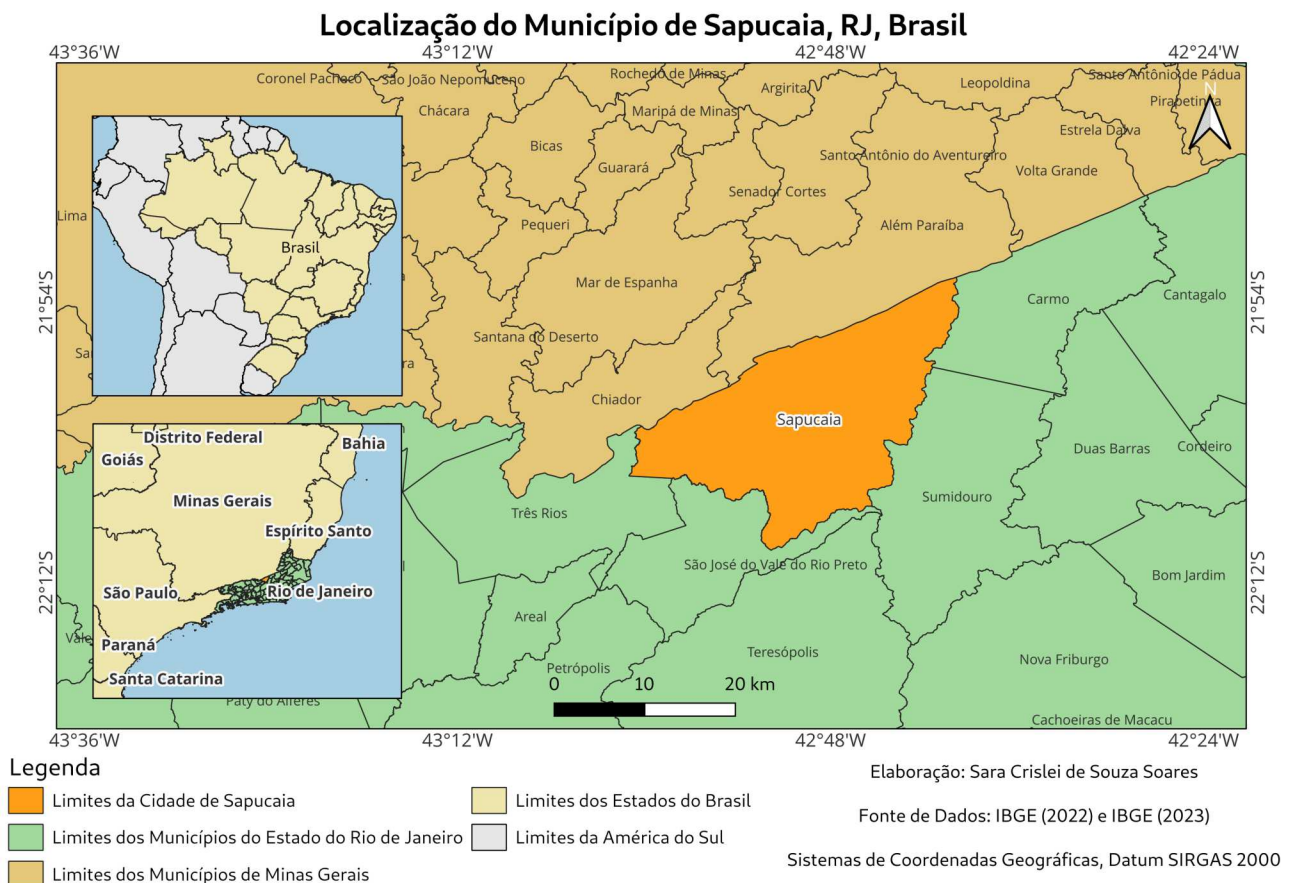 Localização do Município de Sapucaia, RJ, Brasil
43°36'W 43°12'W 42°48'W 42°24'W
Coronel Pacheco
São João Nepomuceno
Rochedo de Minas
Argirita
Leopoldina
Santo Antônio de Pádua
N
Pirapetinga
Chácara
Maripá de Minas
Estrela Dalva
Bicas
Guarará
Santo Antônio do Aventureiro
Volta Grande
Senador Cortes
Lima
Pequeri
Além Paraíba
Brasil
Mar de Espanha
21°54'S
21°54'S
Carmo
Cantagalo
Santana do Deserto
Chiador
Sapucaia
Distrito Federal
Bahia
Goiás
Minas Gerais
Espírito Santo
São Paulo
Rio de Janeiro
Paraná
Santa Catarina
Duas Barras
Cordeiro
Sumidouro
Três Rios
São José do Vale do Rio Preto
22°12'S
22°12'S
Bom Jardim
Areal
Vale
Teresópolis
Nova Friburgo
Petrópolis
0 10 20 km
Paty do Alferes
Cachoeiras de Macacu
43°36'W 43°12'W 42°48'W 42°24'W
Legenda
Limites da Cidade de Sapucaia
Limites dos Municípios do Estado do Rio de Janeiro
Limites dos Municípios de Minas Gerais
Limites dos Estados do Brasil
Limites da América do Sul
Elaboração: Sara Crislei de Souza Soares
Fonte de Dados: IBGE (2022) e IBGE (2023)
Sistemas de Coordenadas Geográficas, Datum SIRGAS 2000